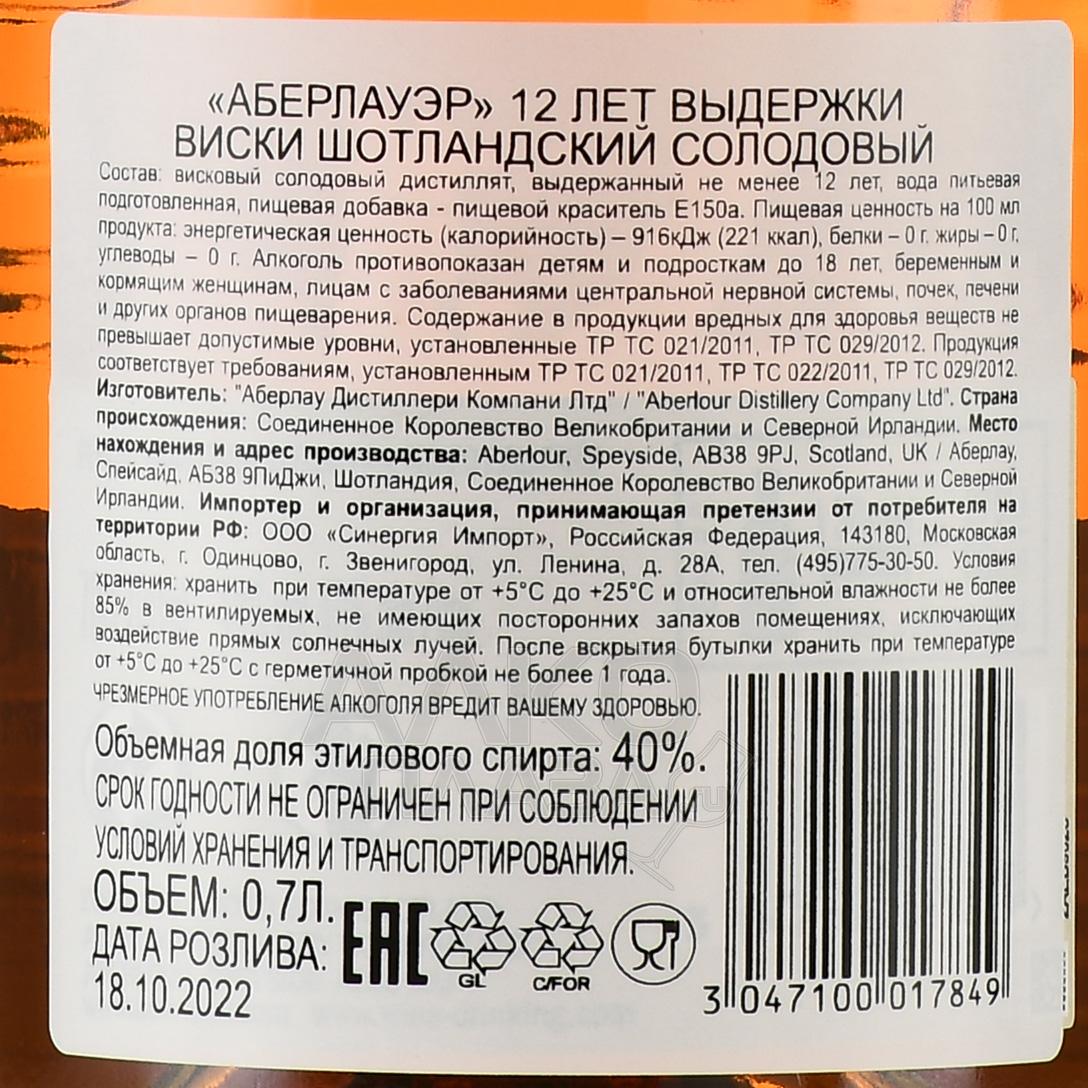 «АБЕРЛАУЭР» 12 ЛЕТ ВЫДЕРЖКИ
ВИСКИ ШОТЛАНДСКИЙ СОЛОДОВЫЙ
Состав: висковый солодовый дистиллят, выдержанный не менее 12 лет, вода питьевая
подготовленная, пищевая добавка - пищевой краситель Е150а. Пищевая ценность на 100 мл
продукта: энергетическая ценность (калорийность) – 916кДж (221 ккал), белки – 0 г. жиры – 0 г,
углеводы – 0 г. Алкоголь противопоказан детям и подросткам до 18 лет, беременным и
кормящим женщинам, лицам с заболеваниями центральной нервной системы, почек, печени
и других органов пищеварения. Содержание в продукции вредных для здоровья веществ не
превышает допустимые уровни, установленные ТР ТС 021/2011, ТР ТС 029/2012. Продукция
соответствует требованиям, установленным ТР ТС 021/2011, ТР ТС 022/2011, ТР ТС 029/2012.
Изготовитель: "Аберлау Дистиллери Компани Лтд" / "Aberlour Distillery Company Ltd". Страна
происхождения: Соединенное Королевство Великобритании и Северной Ирландии. Место
нахождения и адрес производства: Aberlour, Speyside, AB38 9PJ, Scotland, UK / Аберлау,
Спейсайд, АБ38 9ПиДжи, Шотландия, Соединенное Королевство Великобритании и Северной
Ирландии. Импортер и организация, принимающая претензии от потребителя на
территории РФ: ООО «Синергия Импорт», Российская Федерация, 143180, Московская
область, г. Одинцово, г. Звенигород, ул. Ленина, д. 28А, тел. (495)775-30-50. Условия
хранения: хранить при температуре от +5°С до +25°С и относительной влажности не более
85% в вентилируемых, не имеющих посторонних запахов помещениях, исключающих
воздействие прямых солнечных лучей. После вскрытия бутылки хранить при температуре
от +5°С до +25°С с герметичной пробкой не более 1 года.
ЧРЕЗМЕРНОЕ УПОТРЕБЛЕНИЕ АЛКОГОЛЯ ВРЕДИТ ВАШЕМУ ЗДОРОВЬЮ.
Объемная доля этилового спирта: 40%.
СРОК ГОДНОСТИ НЕ ОГРАНИЧЕН ПРИ СОБЛЮДЕНИИ
УСЛОВИЙ ХРАНЕНИЯ И ТРАНСПОРТИРОВАНИЯ.
ОБЪЕМ: 0,7Л.
ДАТА РОЗЛИВА:
18.10.2022
EAC
GL
C/FOR
3 047100 017849